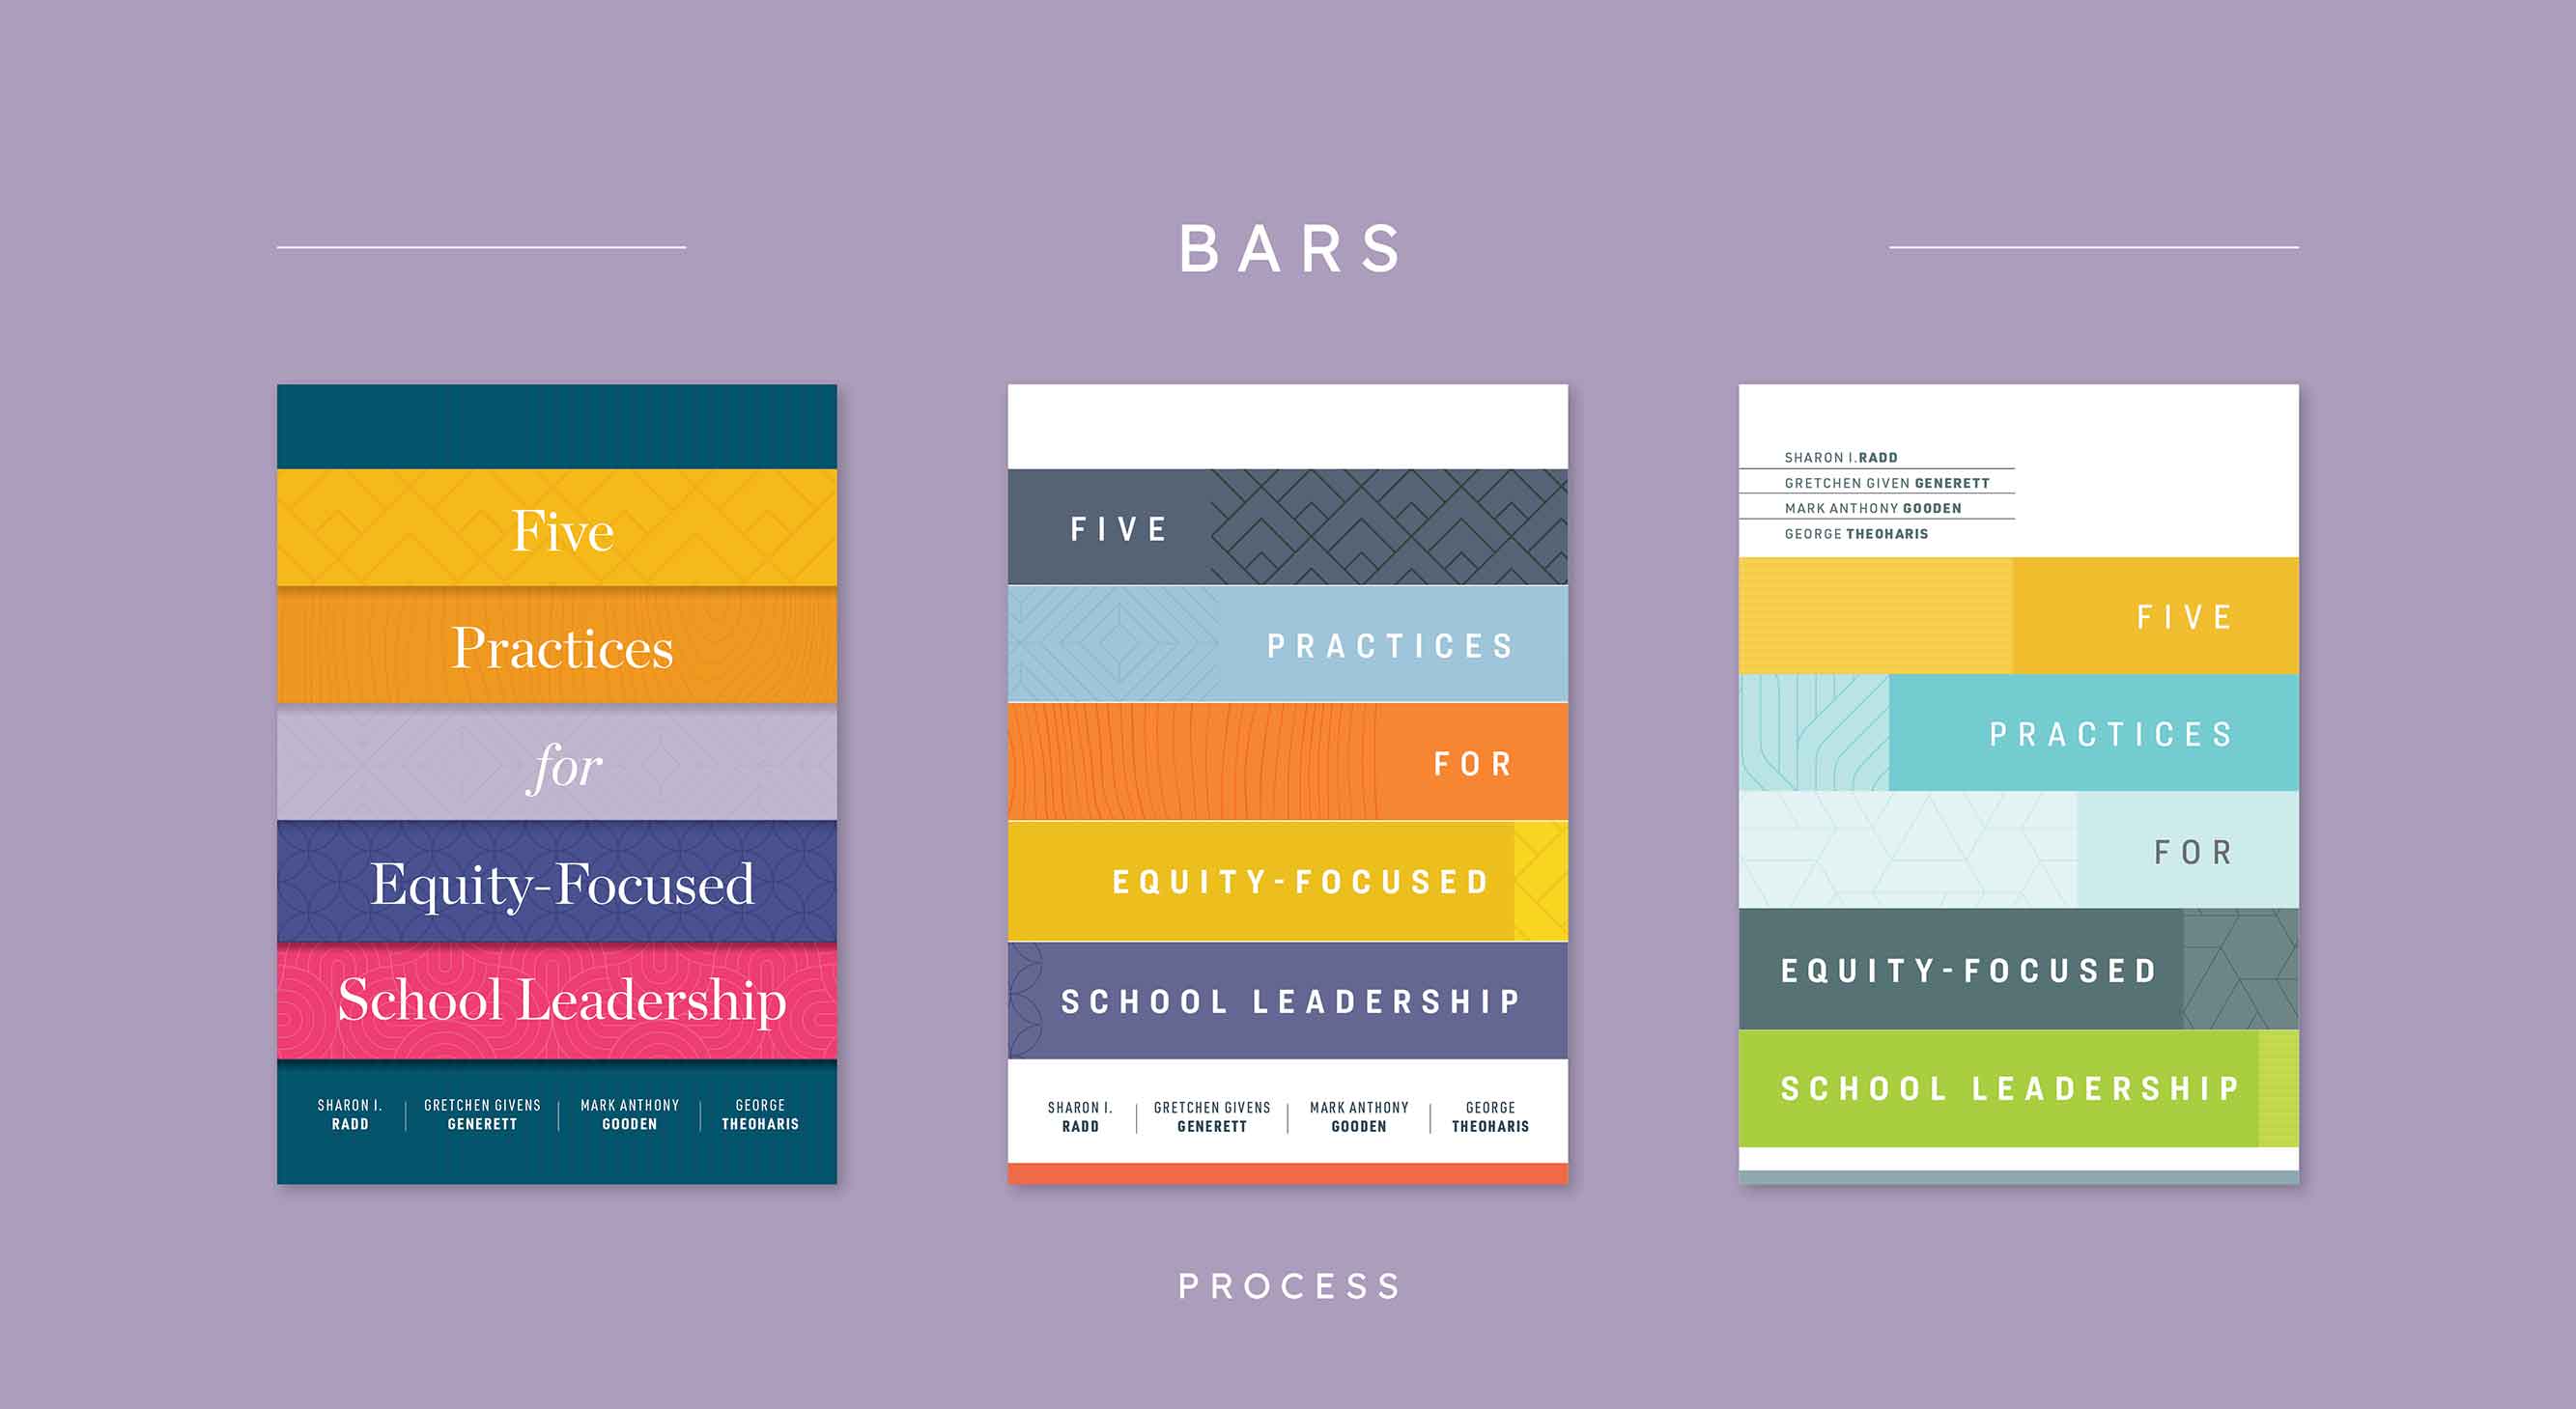 BARS
Five
Practices
for
Equity-Focused
School Leadership
SHARON I. GRETCHEN GIVENS MARK ANTHONY GEORGE
RADD GENERETT GOODEN THEOHARIS
FIVE
PRACTICES
FOR
EQUITY-FOCUSED
SCHOOL LEADERSHIP
SHARON I. GRETCHEN GIVENS MARK ANTHONY GEORGE
RADD GENERETT GOODEN THEOHARIS
SHARON I.RADD
GRETCHEN GIVEN GENERETT
MARK ANTHONY GOODEN
GEORGE THEOHARIS
FIVE
PRACTICES
FOR
EQUITY-FOCUSED
SCHOOL LEADERSHIP
PROCESS